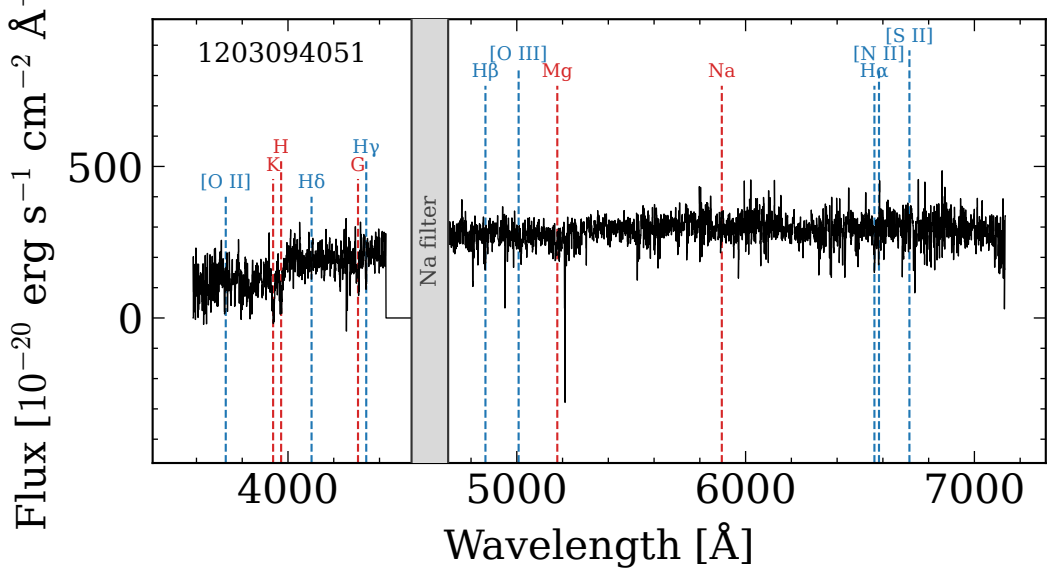 1203094051
[S II]
[O III]
[N II]
Hβ
Mg
Na
Hα
H
Hγ
K
G
[O II]
Hδ
Na filter
500
0
4000
5000
6000
7000
Wavelength [Å]
Flux [10⁻²⁰ erg s⁻¹ cm⁻² Å⁻